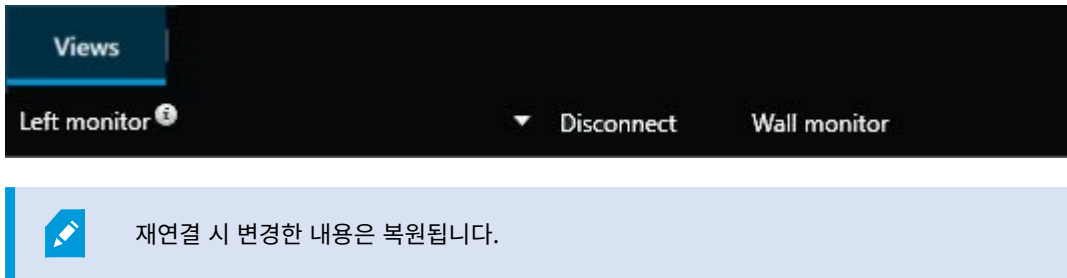 Views
Left monitor
Disconnect
Wall monitor
재연결 시 변경한 내용은 복원됩니다.